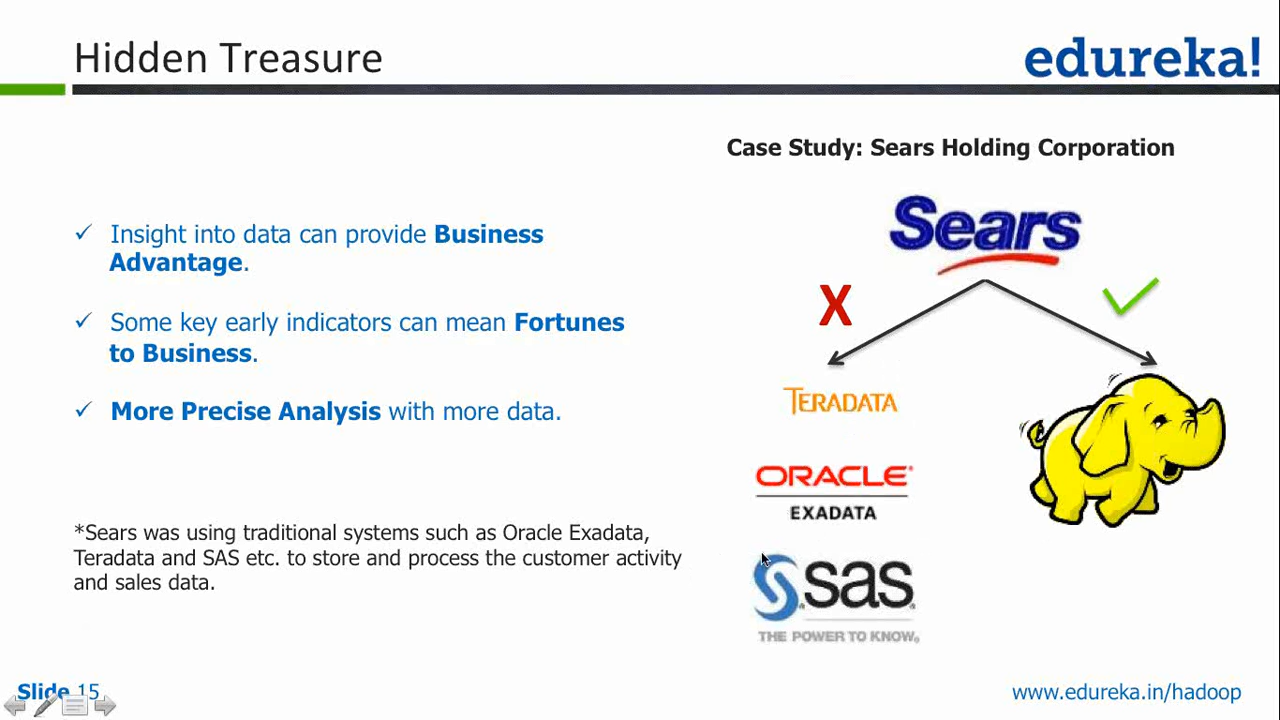 Hidden Treasure
edureka!
Case Study: Sears Holding Corporation
Sears
✓ Insight into data can provide Business
Advantage.
✓ Some key early indicators can mean Fortunes
to Business.
✓ More Precise Analysis with more data.
X
TERADATA
ORACLE®
EXADATA
sas
THE POWER TO KNOW®
*Sears was using traditional systems such as Oracle Exadata,
Teradata and SAS etc. to store and process the customer activity
and sales data.
Slide 15
www.edureka.in/hadoop